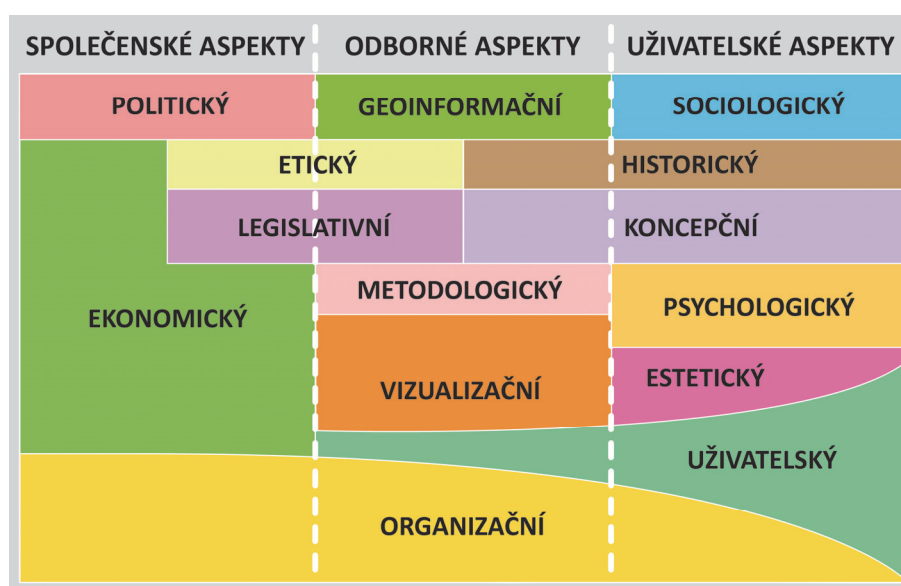 SPOLEČENSKÉ ASPEKTY ODBORNÉ ASPEKTY UŽIVATELSKÉ ASPEKTY
POLITICKÝ GEOINFORMAČNÍ SOCIOLOGICKÝ
ETICKÝ HISTORICKÝ
LEGISLATIVNÍ KONCEPČNÍ
METODOLOGICKÝ
EKONOMICKÝ PSYCHOLOGICKÝ
VIZUALIZAČNÍ ESTETICKÝ
UŽIVATELSKÝ
ORGANIZAČNÍ